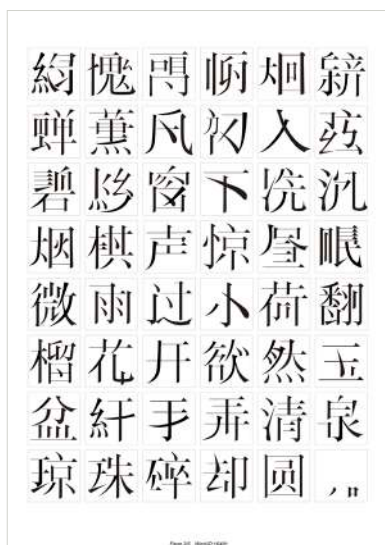 绿槐高柳咽新
蝉薰风初入弦
碧纱窗下洗沉
烟棋声惊昼眠
微雨过小荷翻
榴花开欲然玉
盆纤手弄清泉
琼珠碎却圆